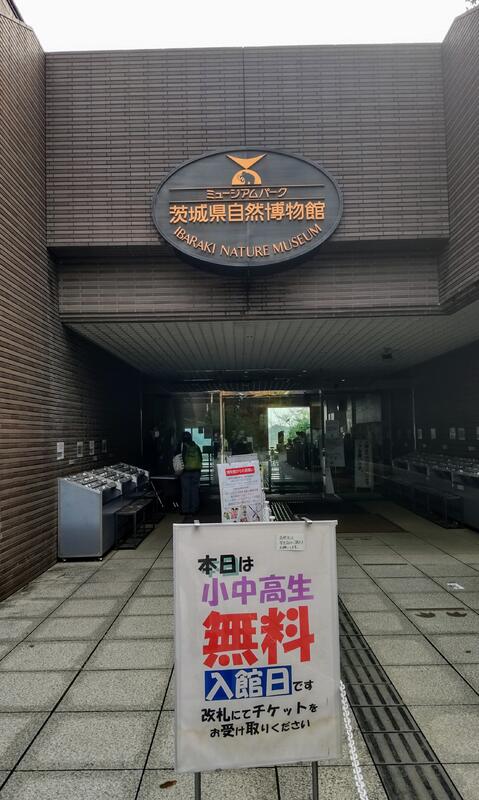 ミュージアムパーク
茨城県自然博物館
IBARAKI NATURE MUSEUM
本日は
小中高生
無料
入館日です
改札にてチケットを
お受け取りください